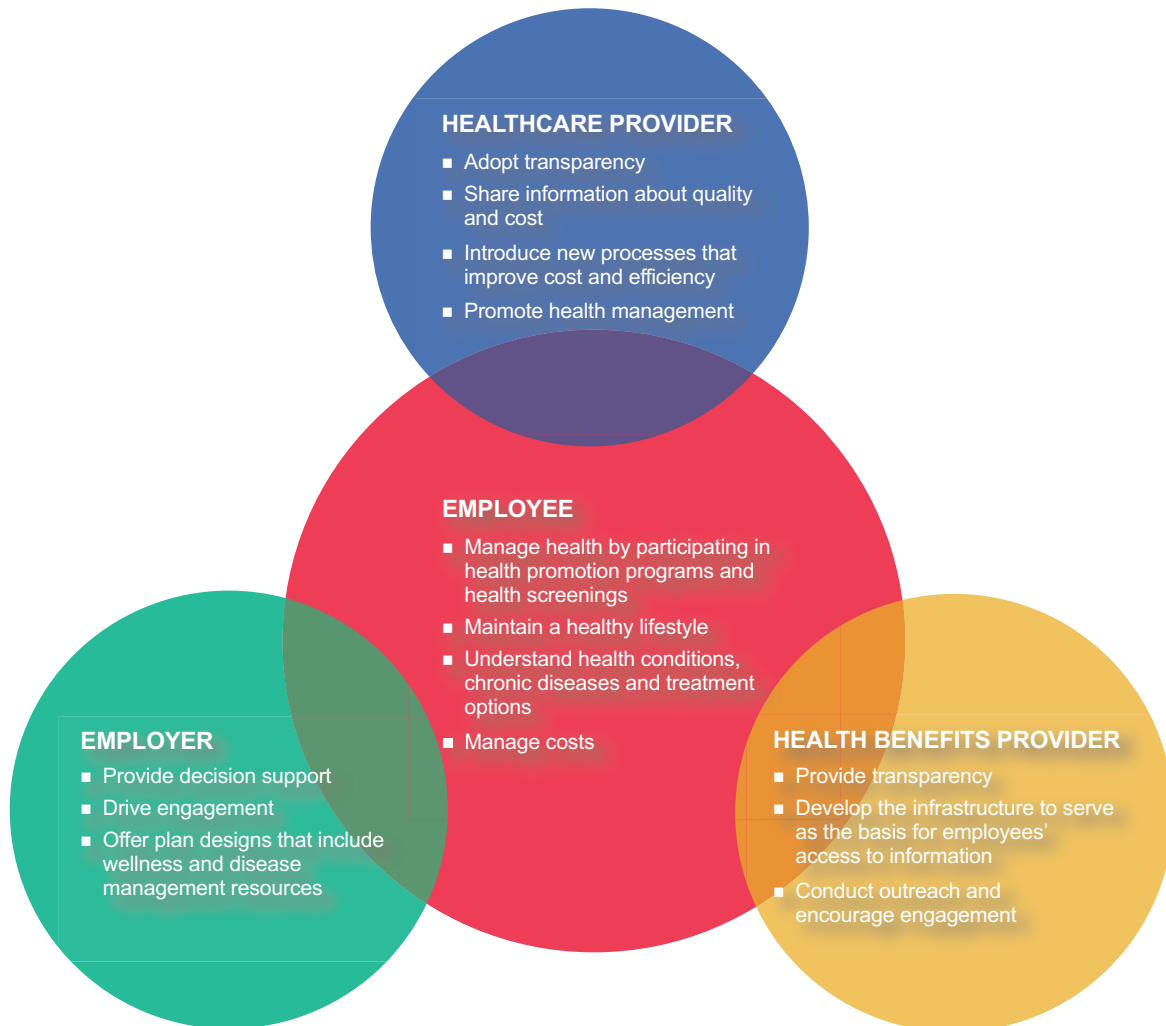 HEALTHCARE PROVIDER
■ Adopt transparency
■ Share information about quality
and cost
■ Introduce new processes that
improve cost and efficiency
■ Promote health management
EMPLOYEE
■ Manage health by participating in
health promotion programs and
health screenings
■ Maintain a healthy lifestyle
■ Understand health conditions,
chronic diseases and treatment
options
■ Manage costs
EMPLOYER
■ Provide decision support
■ Drive engagement
■ Offer plan designs that include
wellness and disease
management resources
HEALTH BENEFITS PROVIDER
■ Provide transparency
■ Develop the infrastructure to serve
as the basis for employees’
access to information
■ Conduct outreach and
encourage engagement